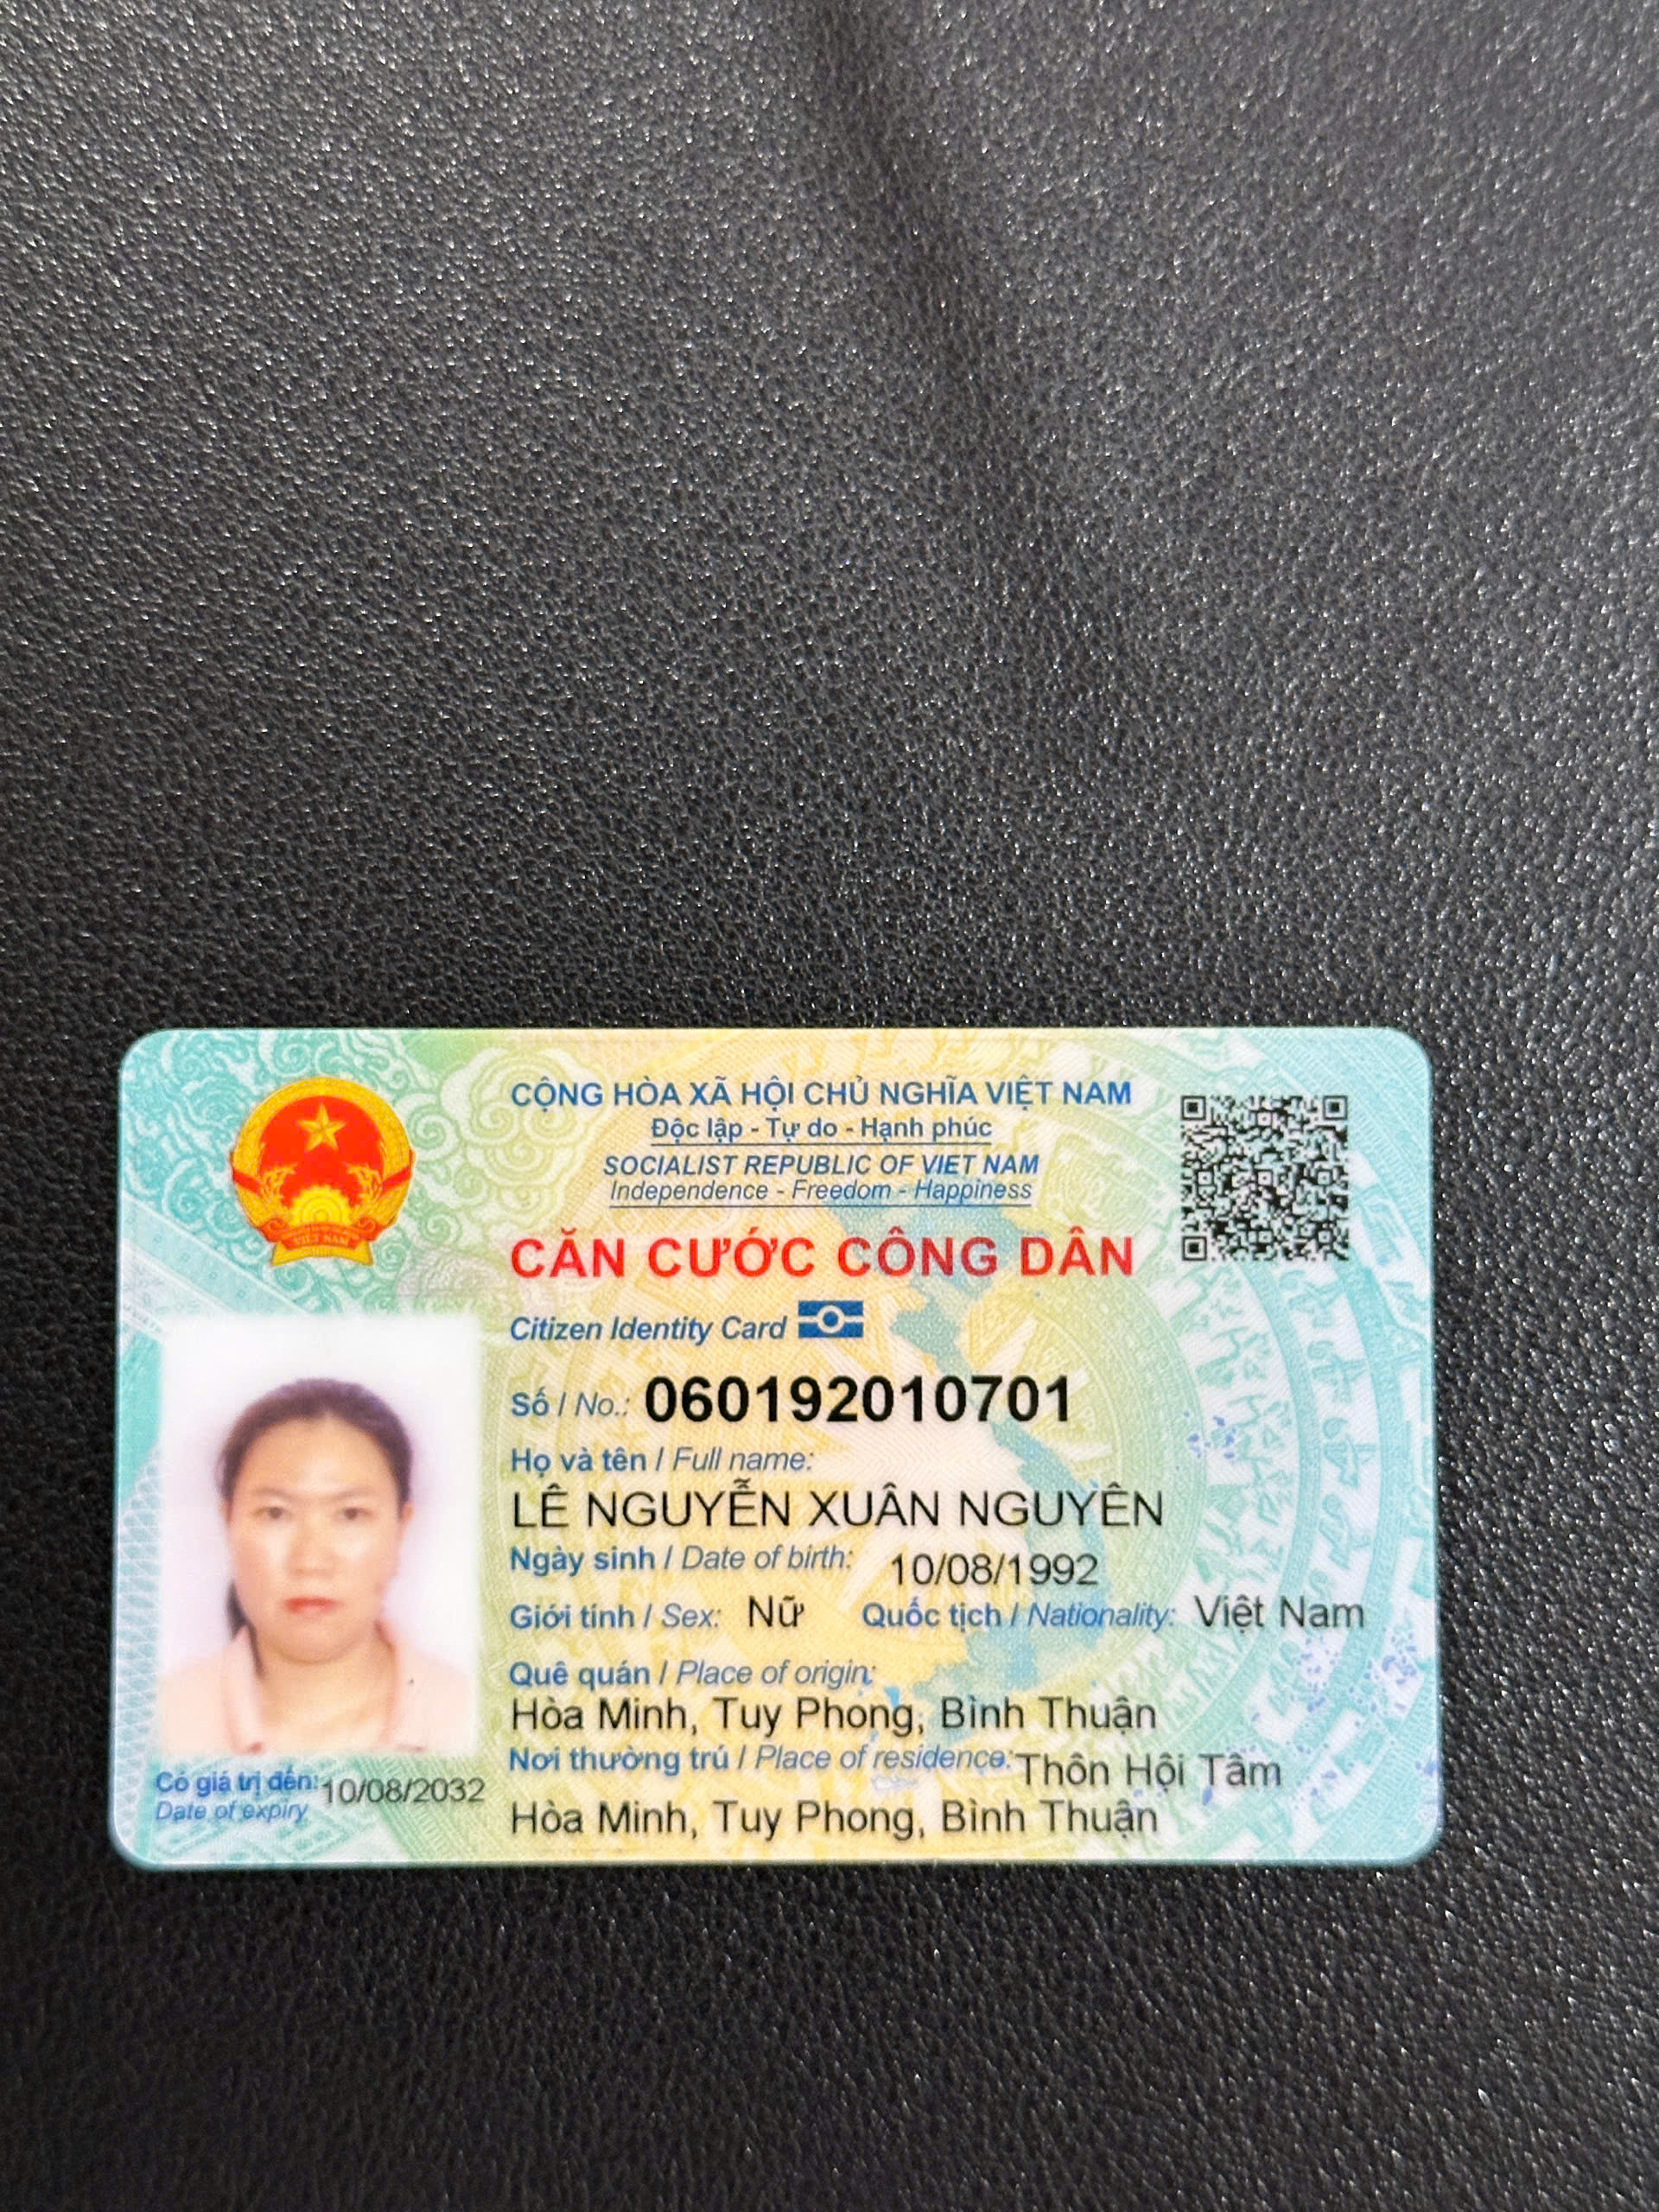 CỘNG HÒA XÃ HỘI CHỦ NGHĨA VIỆT NAM
Độc lập - Tự do - Hạnh phúc
SOCIALIST REPUBLIC OF VIET NAM
Independence - Freedom - Happiness
CĂN CƯỚC CÔNG DÂN
Citizen Identity Card
Số / No.: 060192010701
Họ và tên / Full name:
LÊ NGUYỄN XUÂN NGUYÊN
Ngày sinh / Date of birth: 10/08/1992
Giới tính / Sex: Nữ Quốc tịch / Nationality: Việt Nam
Quê quán / Place of origin:
Hòa Minh, Tuy Phong, Bình Thuận
Nơi thường trú / Place of residence: Thôn Hội Tâm
Hòa Minh, Tuy Phong, Bình Thuận
Có giá trị đến: 10/08/2032
Date of expiry
VIỆT NAM